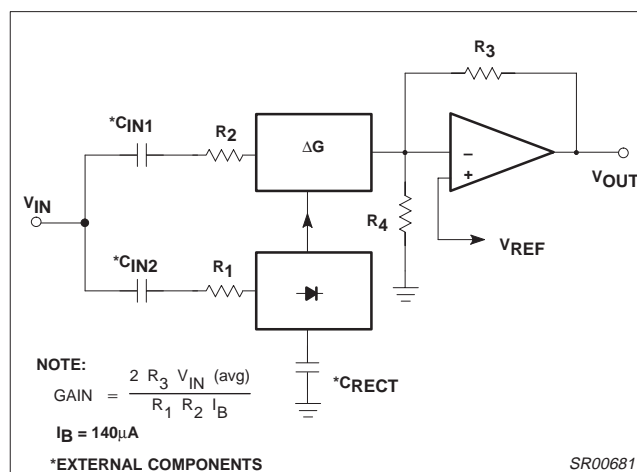 R3
*CIN1
R2
ΔG
−
+
VOUT
VIN
R4
VREF
*CIN2
R1
*CRECT
NOTE:
GAIN = 2 R3 VIN (avg) / R1 R2 IB
IB = 140μA
*EXTERNAL COMPONENTS
SR00681